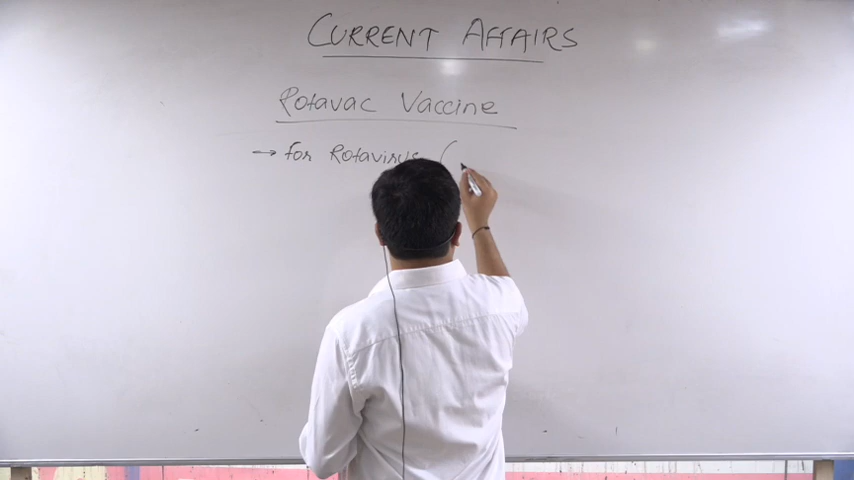 CURRENT AFFAIRS
Rotavac Vaccine
→ for Rotavirus (